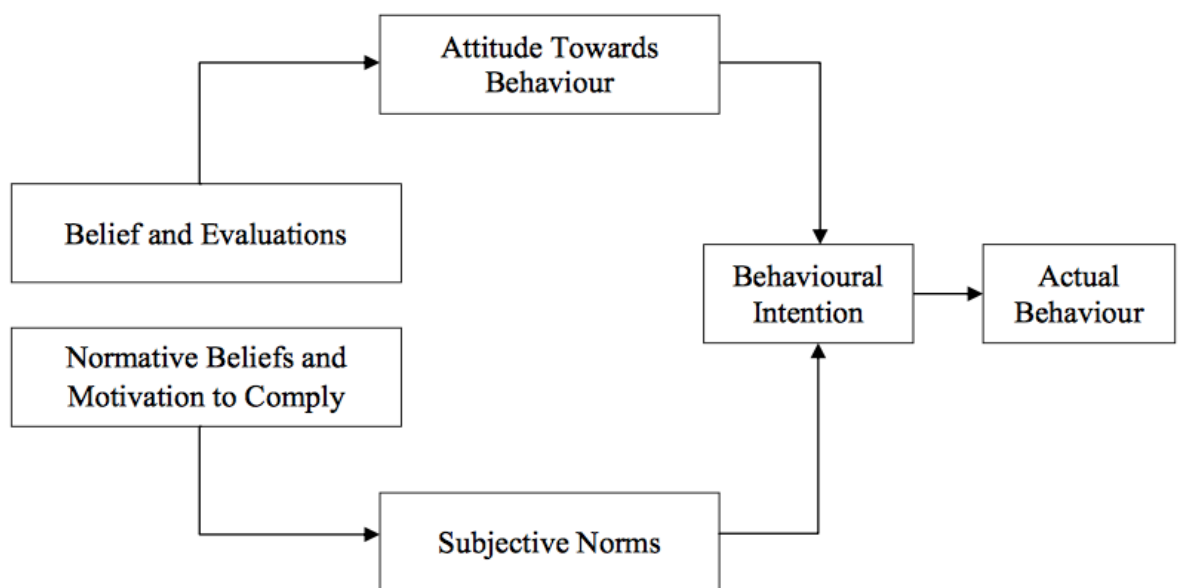 Attitude Towards
Behaviour
Belief and Evaluations
Behavioural
Intention
Actual
Behaviour
Normative Beliefs and
Motivation to Comply
Subjective Norms